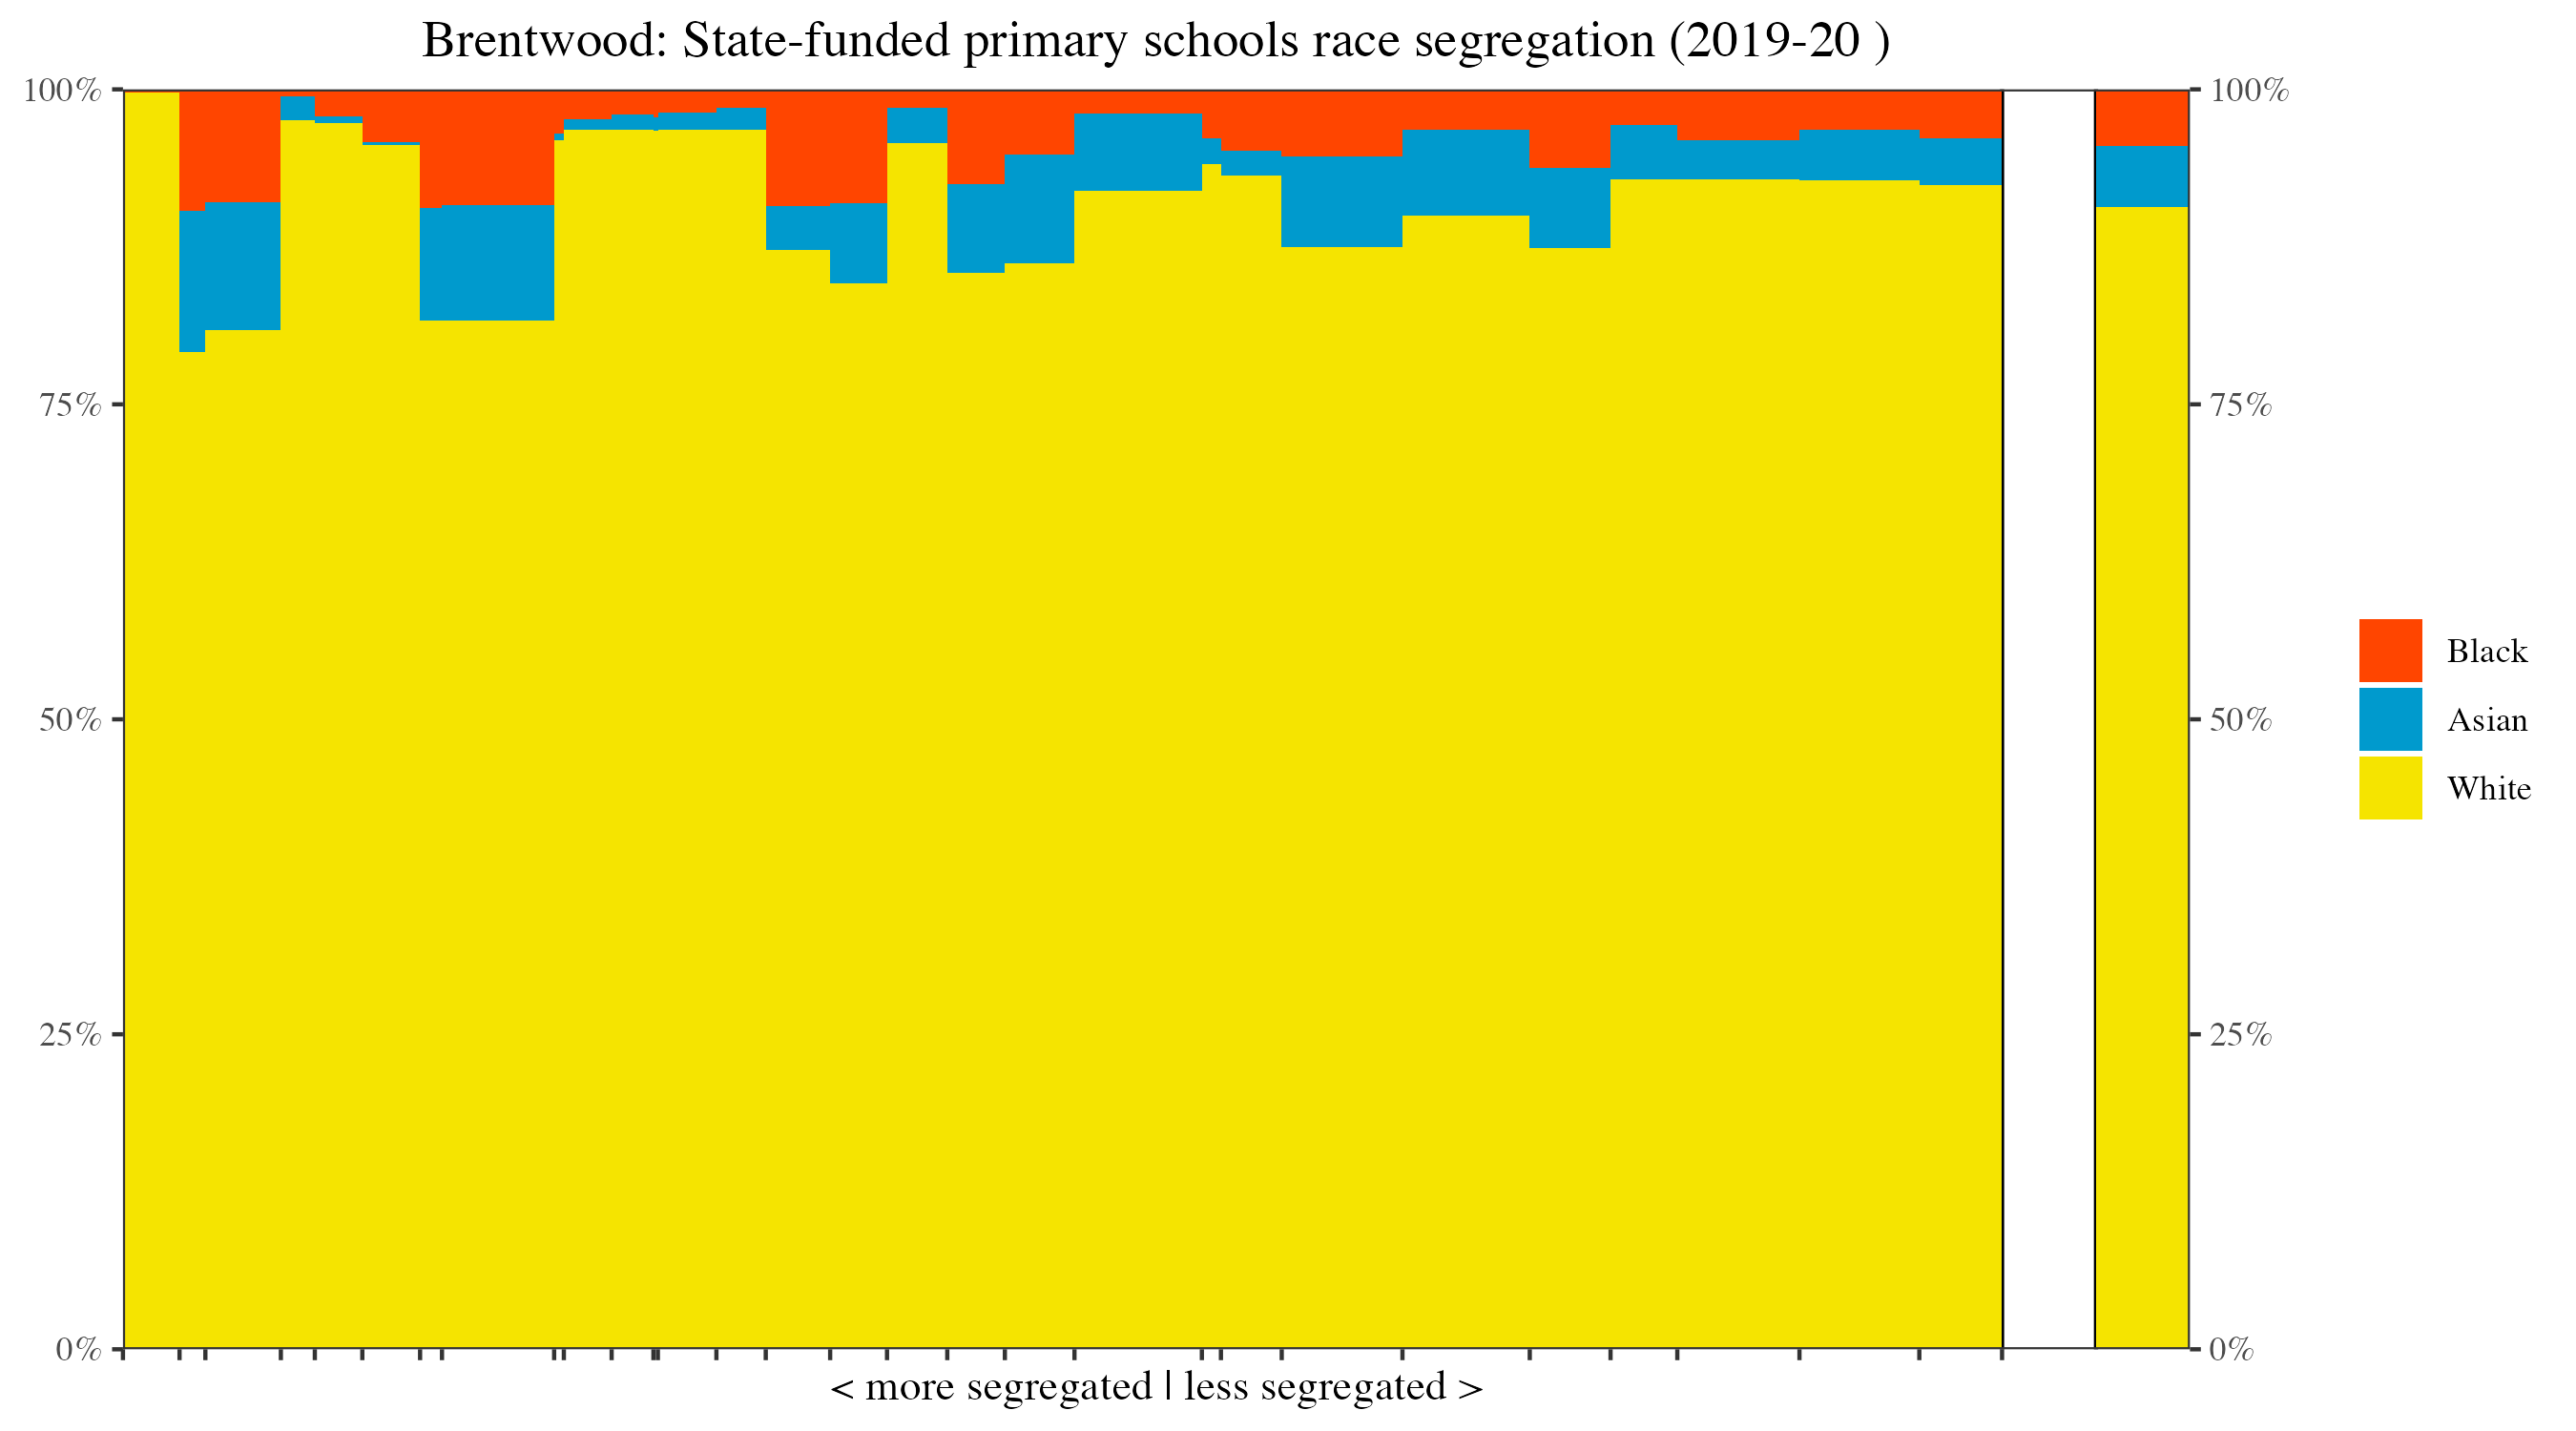 Brentwood: State-funded primary schools race segregation (2019-20 )
100%
100%
75%
75%
50%
50%
25%
25%
0%
0%
Black
Asian
White
< more segregated | less segregated >